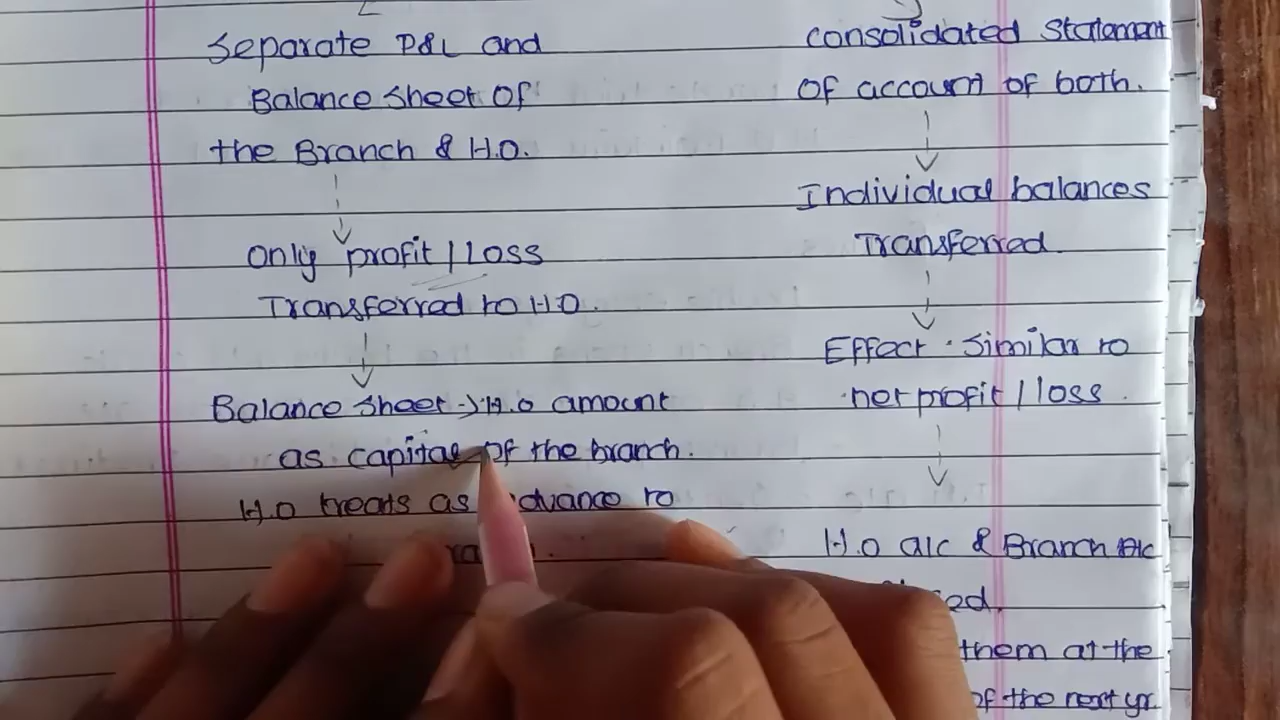 Separate P&L and
Balance Sheet Of
the Branch & H.O.
Only profit / Loss
Transferred to H.O.
Balance Sheet → H.O amount
as capital of the branch.
H.O treats as to
consolidated Statement
Of account of both.
Individual balances
Transferred
Effect Similar to
net profit / loss.
H.O a/c & Branch A/c
them at the
of the next yr